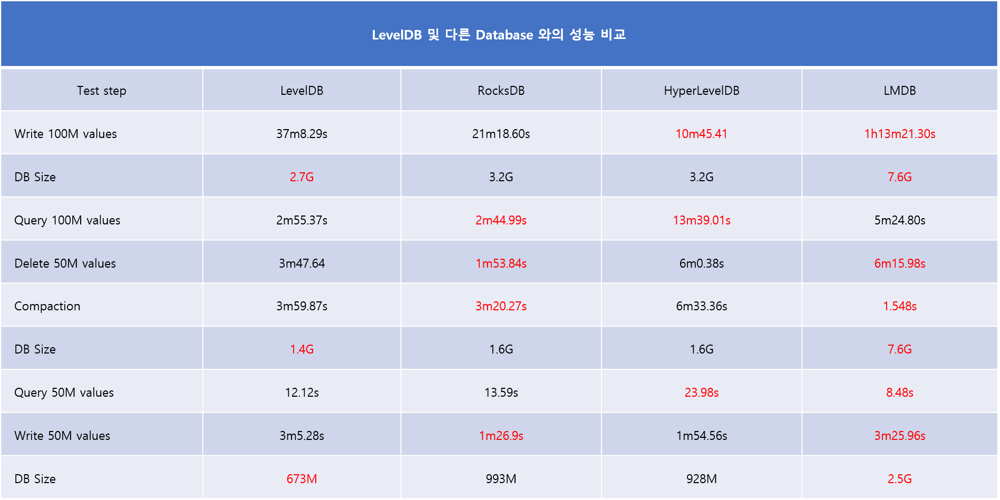 LevelDB 및 다른 Database 와의 성능 비교
Test step LevelDB RocksDB HyperLevelDB LMDB
Write 100M values 37m8.29s 21m18.60s 10m45.41 1h13m21.30s
DB Size 2.7G 3.2G 3.2G 7.6G
Query 100M values 2m55.37s 2m44.99s 13m39.01s 5m24.80s
Delete 50M values 3m47.64 1m53.84s 6m0.38s 6m15.98s
Compaction 3m59.87s 3m20.27s 6m33.36s 1.548s
DB Size 1.4G 1.6G 1.6G 7.6G
Query 50M values 12.12s 13.59s 23.98s 8.48s
Write 50M values 3m5.28s 1m26.9s 1m54.56s 3m25.96s
DB Size 673M 993M 928M 2.5G